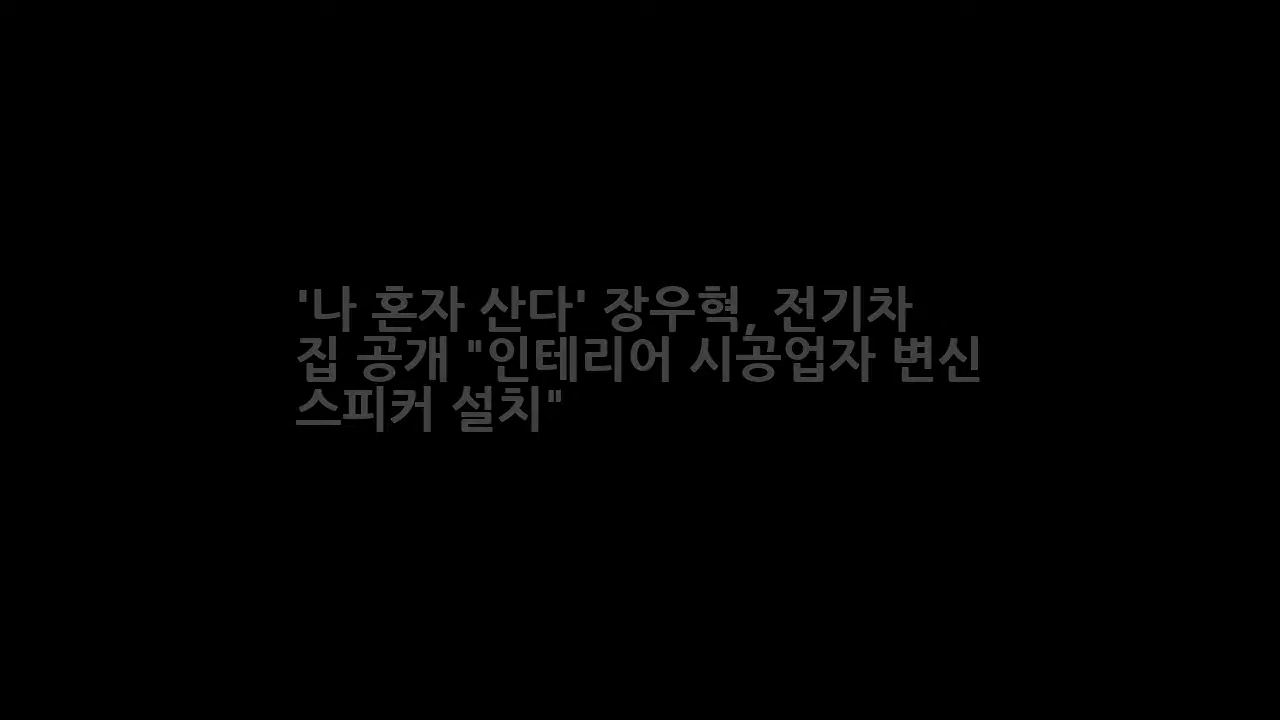 '나 혼자 산다' 장우혁, 전기차
집 공개 "인테리어 시공업자 변신
스피커 설치"